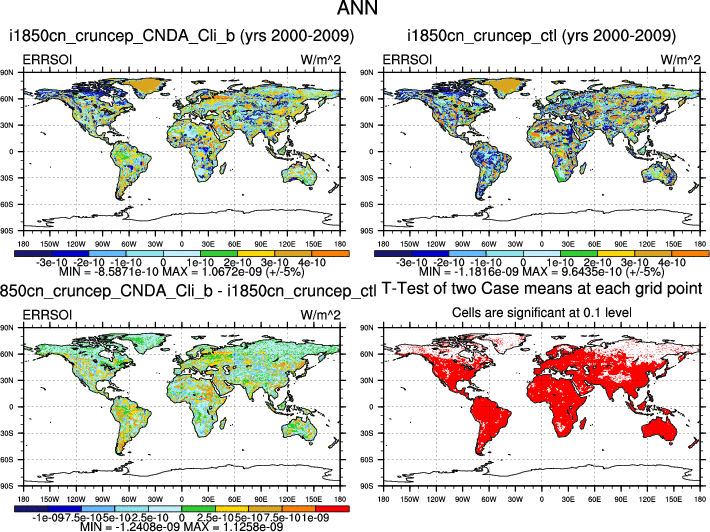 ANN
i1850cn_cruncep_CNDA_Cli_b (yrs 2000-2009)
ERRSOI W/m^2
90N
60N
30N
0
30S
60S
90S
180 150W 120W 90W 60W 30W 0 30E 60E 90E 120E 150E 180
-3e-10 -2e-10 -1e-10 0 1e-10 2e-10 3e-10 4e-10
MIN = -8.5871e-10 MAX = 1.0672e-09 (+/-5%)
i1850cn_cruncep_ctl (yrs 2000-2009)
ERRSOI W/m^2
90N
60N
30N
0
30S
60S
90S
180 150W 120W 90W 60W 30W 0 30E 60E 90E 120E 150E 180
-3e-10 -2e-10 -1e-10 0 1e-10 2e-10 3e-10 4e-10
MIN = -1.1816e-09 MAX = 9.6435e-10 (+/-5%)
850cn_cruncep_CNDA_Cli_b - i1850cn_cruncep_ctl
ERRSOI W/m^2
90N
60N
30N
0
30S
60S
90S
180 150W 120W 90W 60W 30W 0 30E 60E 90E 120E 150E 180
-1e-097.5e-105e-102.5e-10 0 2.5e-105e-107.5e-101e-09
MIN = -1.2408e-09 MAX = 1.1258e-09
T-Test of two Case means at each grid point
Cells are significant at 0.1 level
90N
60N
30N
0
30S
60S
90S
180 150W 120W 90W 60W 30W 0 30E 60E 90E 120E 150E 180